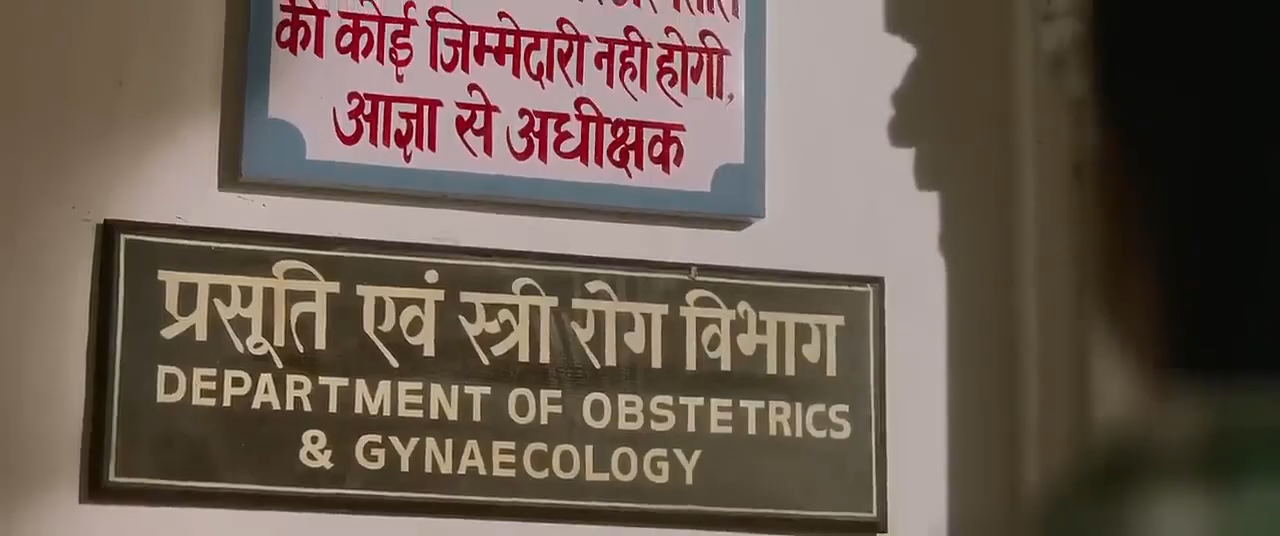 की कोई जिम्मेदारी नही होगी,
आज्ञा से अधीक्षक
प्रसूति एवं स्त्री रोग विभाग
DEPARTMENT OF OBSTETRICS
& GYNAECOLOGY